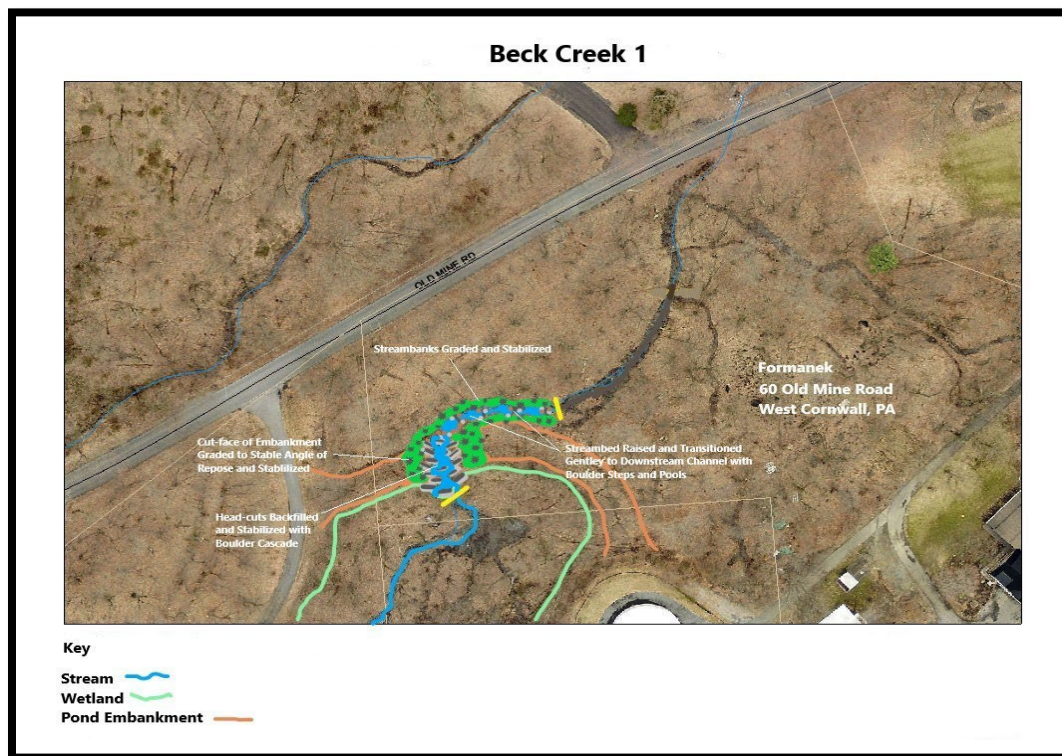 Beck Creek 1
OLD MINE RD
Streambanks Graded and Stabilized
Formanek
60 Old Mine Road
West Cornwall, PA
Cut-face of Embankment
Graded to Stable Angle of
Repose and Stablilized
Streambed Raised and Transitioned
Gentley to Downstream Channel with
Boulder Steps and Pools
Head-cuts Backfilled
and Stabilized with
Boulder Cascade
Key
Stream
Wetland
Pond Embankment